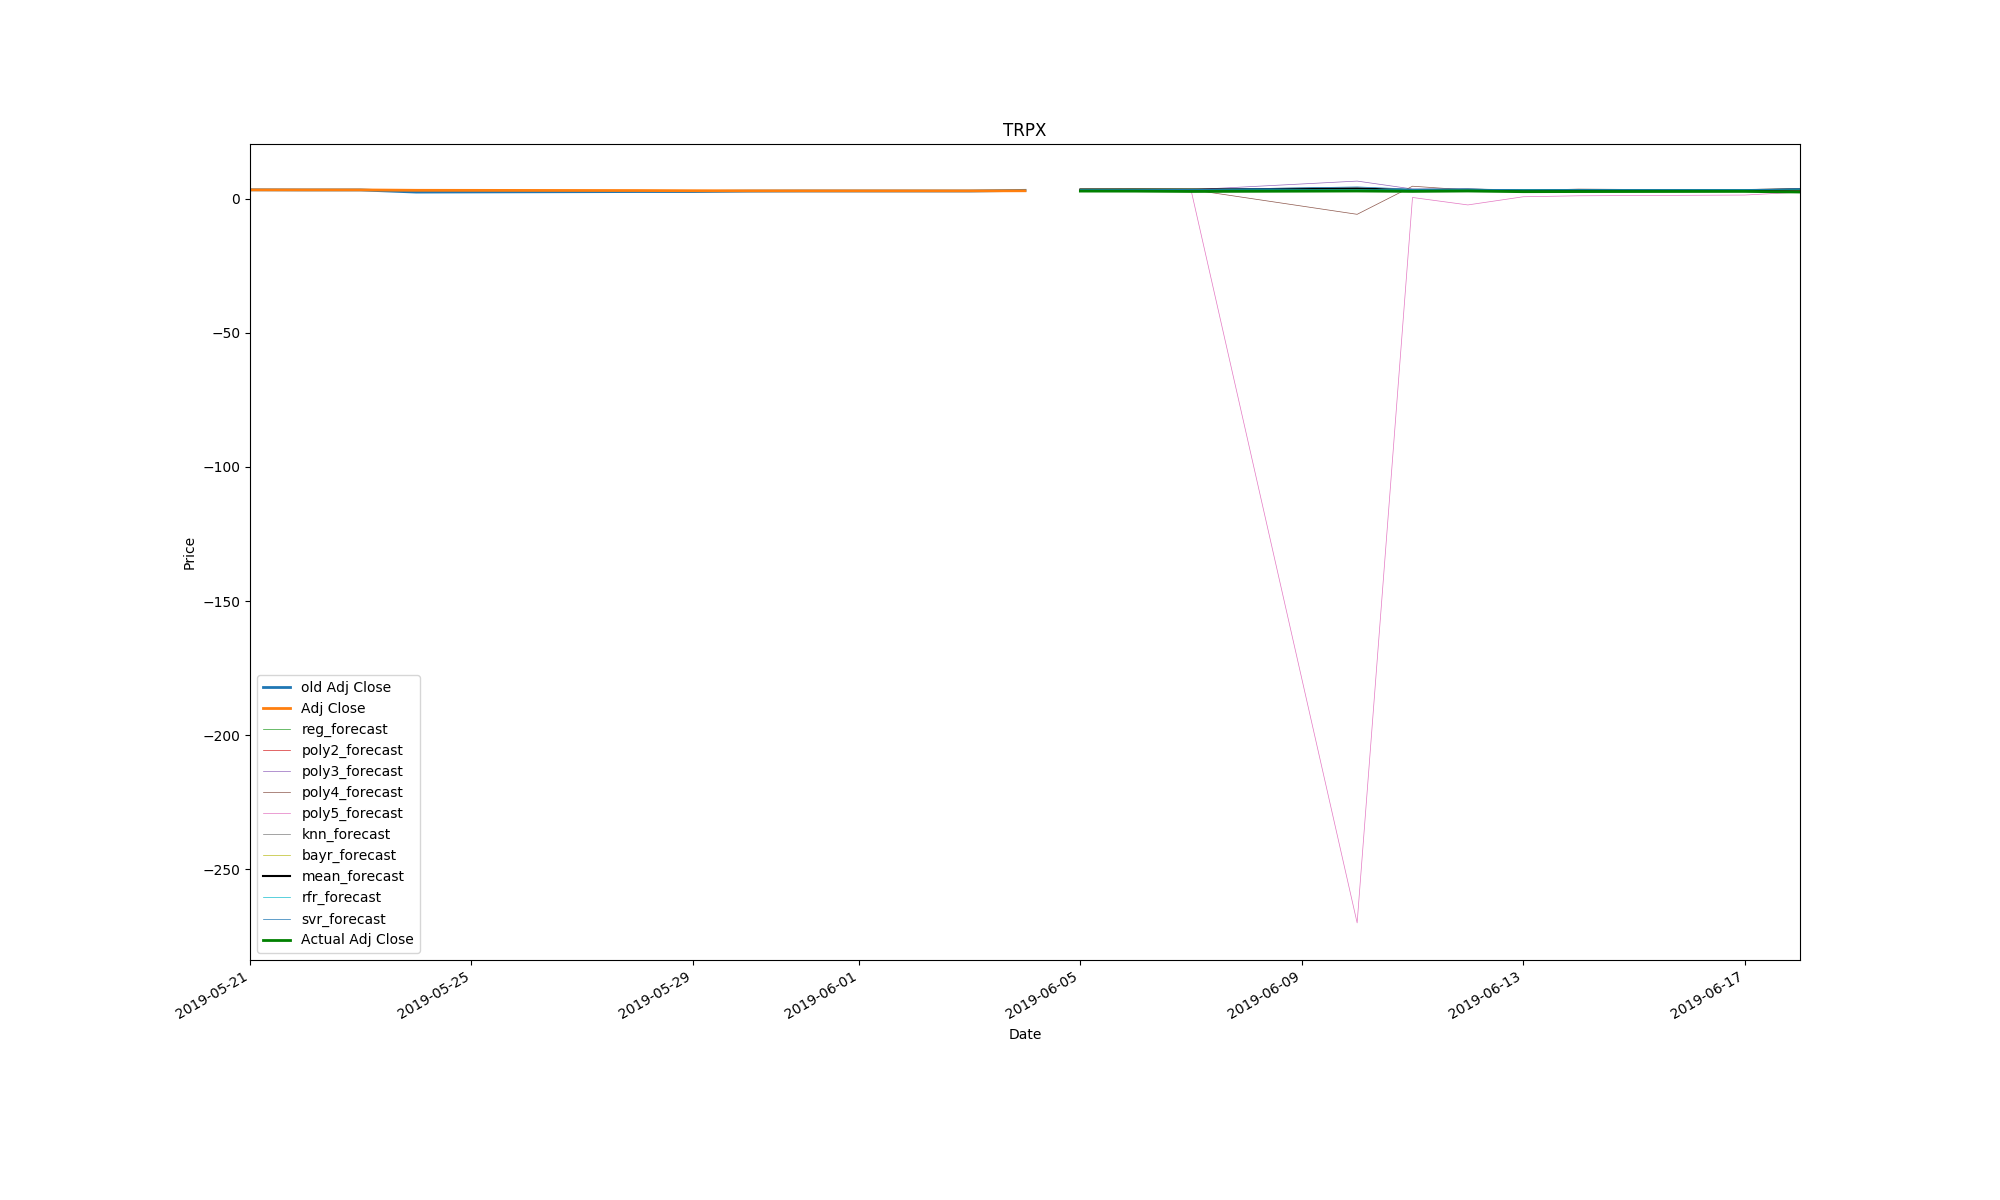 TRPX
0
−50
−100
−150
−200
−250
Price
old Adj Close
Adj Close
reg_forecast
poly2_forecast
poly3_forecast
poly4_forecast
poly5_forecast
knn_forecast
bayr_forecast
mean_forecast
rfr_forecast
svr_forecast
Actual Adj Close
2019-05-21
2019-05-25
2019-05-29
2019-06-01
2019-06-05
2019-06-09
2019-06-13
2019-06-17
Date